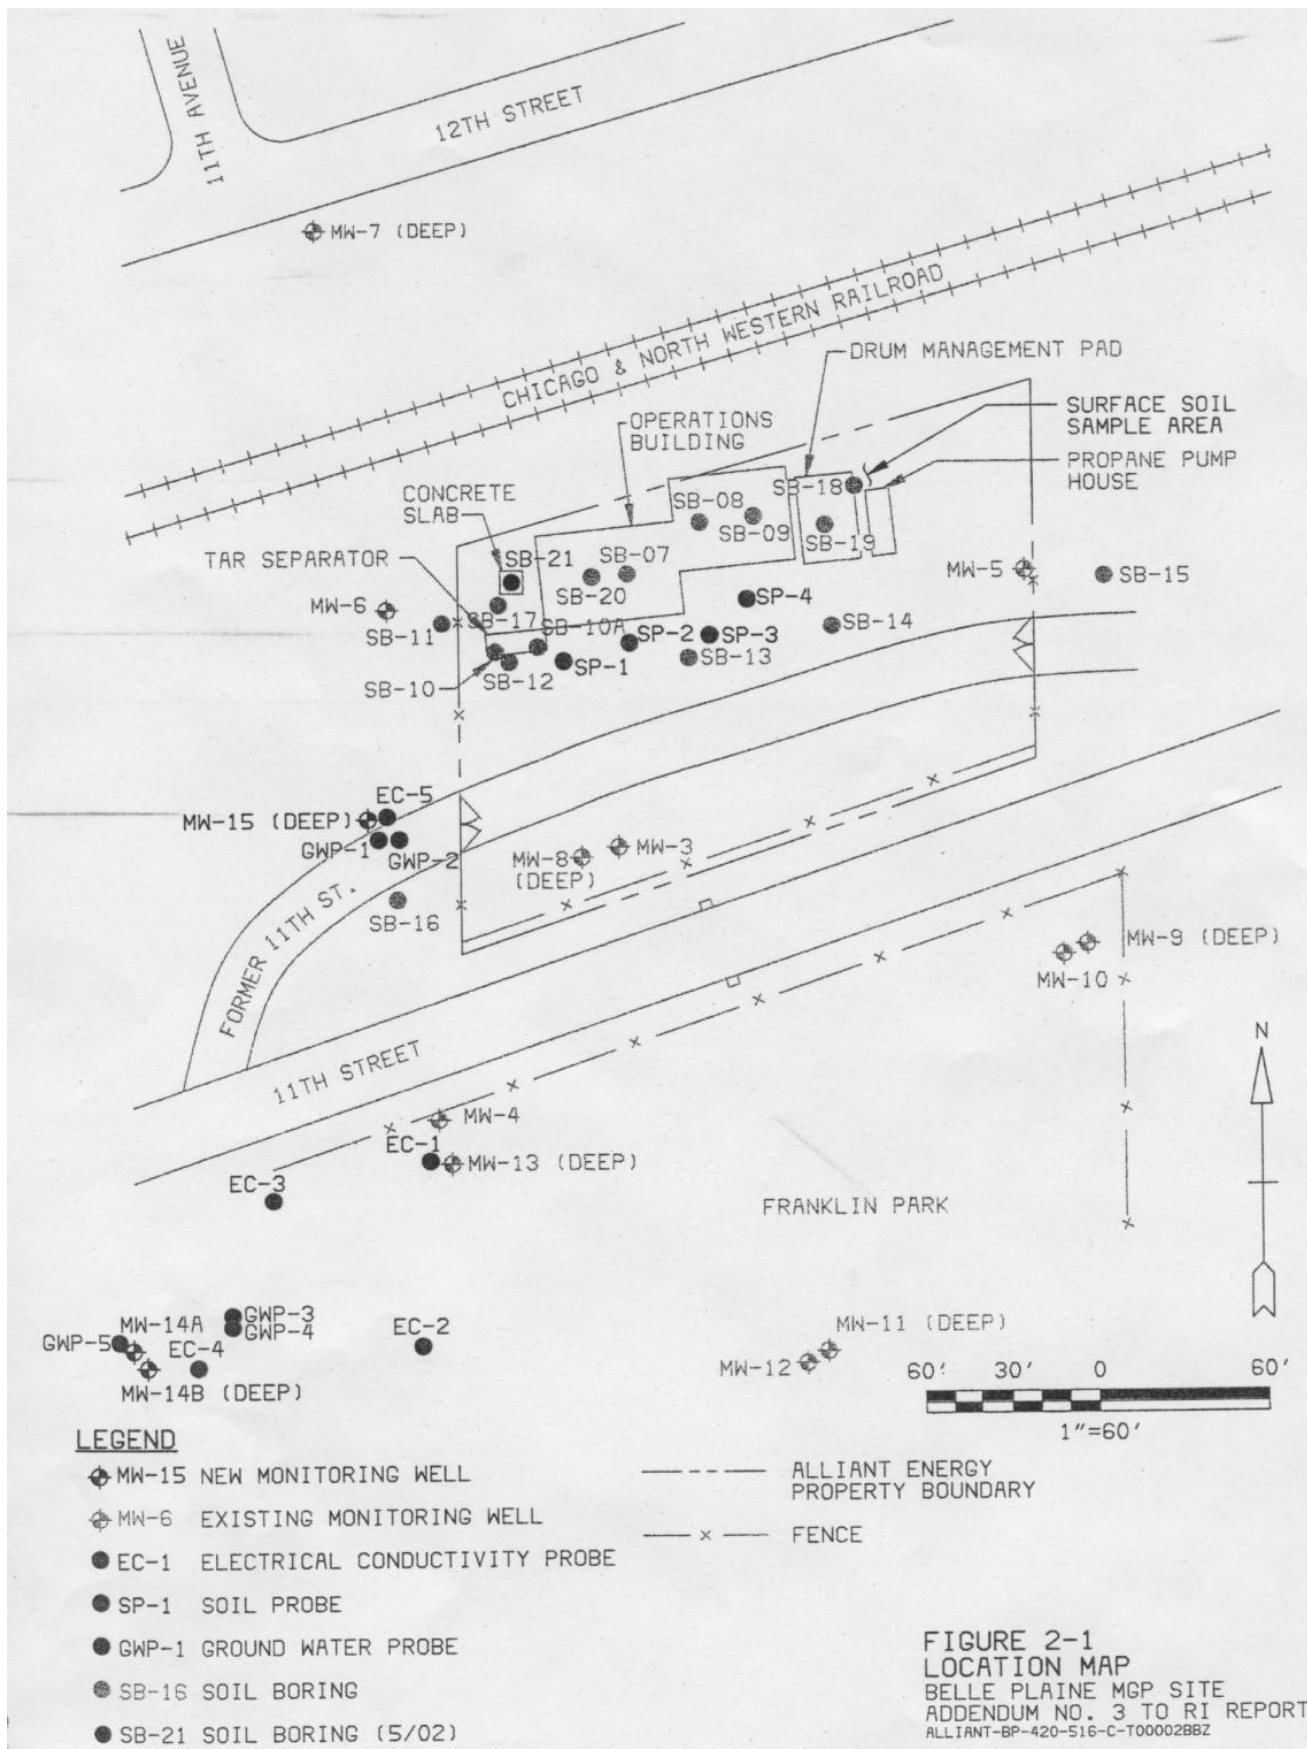 11TH AVENUE
12TH STREET
MW-7 (DEEP)
CHICAGO & NORTH WESTERN RAILROAD
DRUM MANAGEMENT PAD
SURFACE SOIL
SAMPLE AREA
OPERATIONS
BUILDING
PROPANE PUMP
HOUSE
CONCRETE
SLAB
SB-18
SB-08
SB-09
SB-19
TAR SEPARATOR
SB-21
SB-07
SB-20
MW-5
SB-15
MW-6
SB-11
SB-17
SB-10A
SP-4
SP-2
SP-3
SB-14
SB-10
SB-12
SP-1
SB-13
EC-5
MW-15 (DEEP)
GWP-1
GWP-2
MW-3
MW-8
(DEEP)
SB-16
FORMER 11TH ST.
MW-9 (DEEP)
MW-10
N
11TH STREET
MW-4
EC-1
MW-13 (DEEP)
EC-3
FRANKLIN PARK
GWP-3
MW-14A
GWP-4
GWP-5
EC-4
EC-2
MW-11 (DEEP)
MW-12
MW-14B (DEEP)
60' 30' 0 60'
1"=60'
LEGEND
MW-15 NEW MONITORING WELL
MW-6 EXISTING MONITORING WELL
EC-1 ELECTRICAL CONDUCTIVITY PROBE
SP-1 SOIL PROBE
GWP-1 GROUND WATER PROBE
SB-16 SOIL BORING
SB-21 SOIL BORING (5/02)
ALLIANT ENERGY
PROPERTY BOUNDARY
FENCE
FIGURE 2-1
LOCATION MAP
BELLE PLAINE MGP SITE
ADDENDUM NO. 3 TO RI REPORT
ALLIANT-BP-420-516-C-T00002BBZ